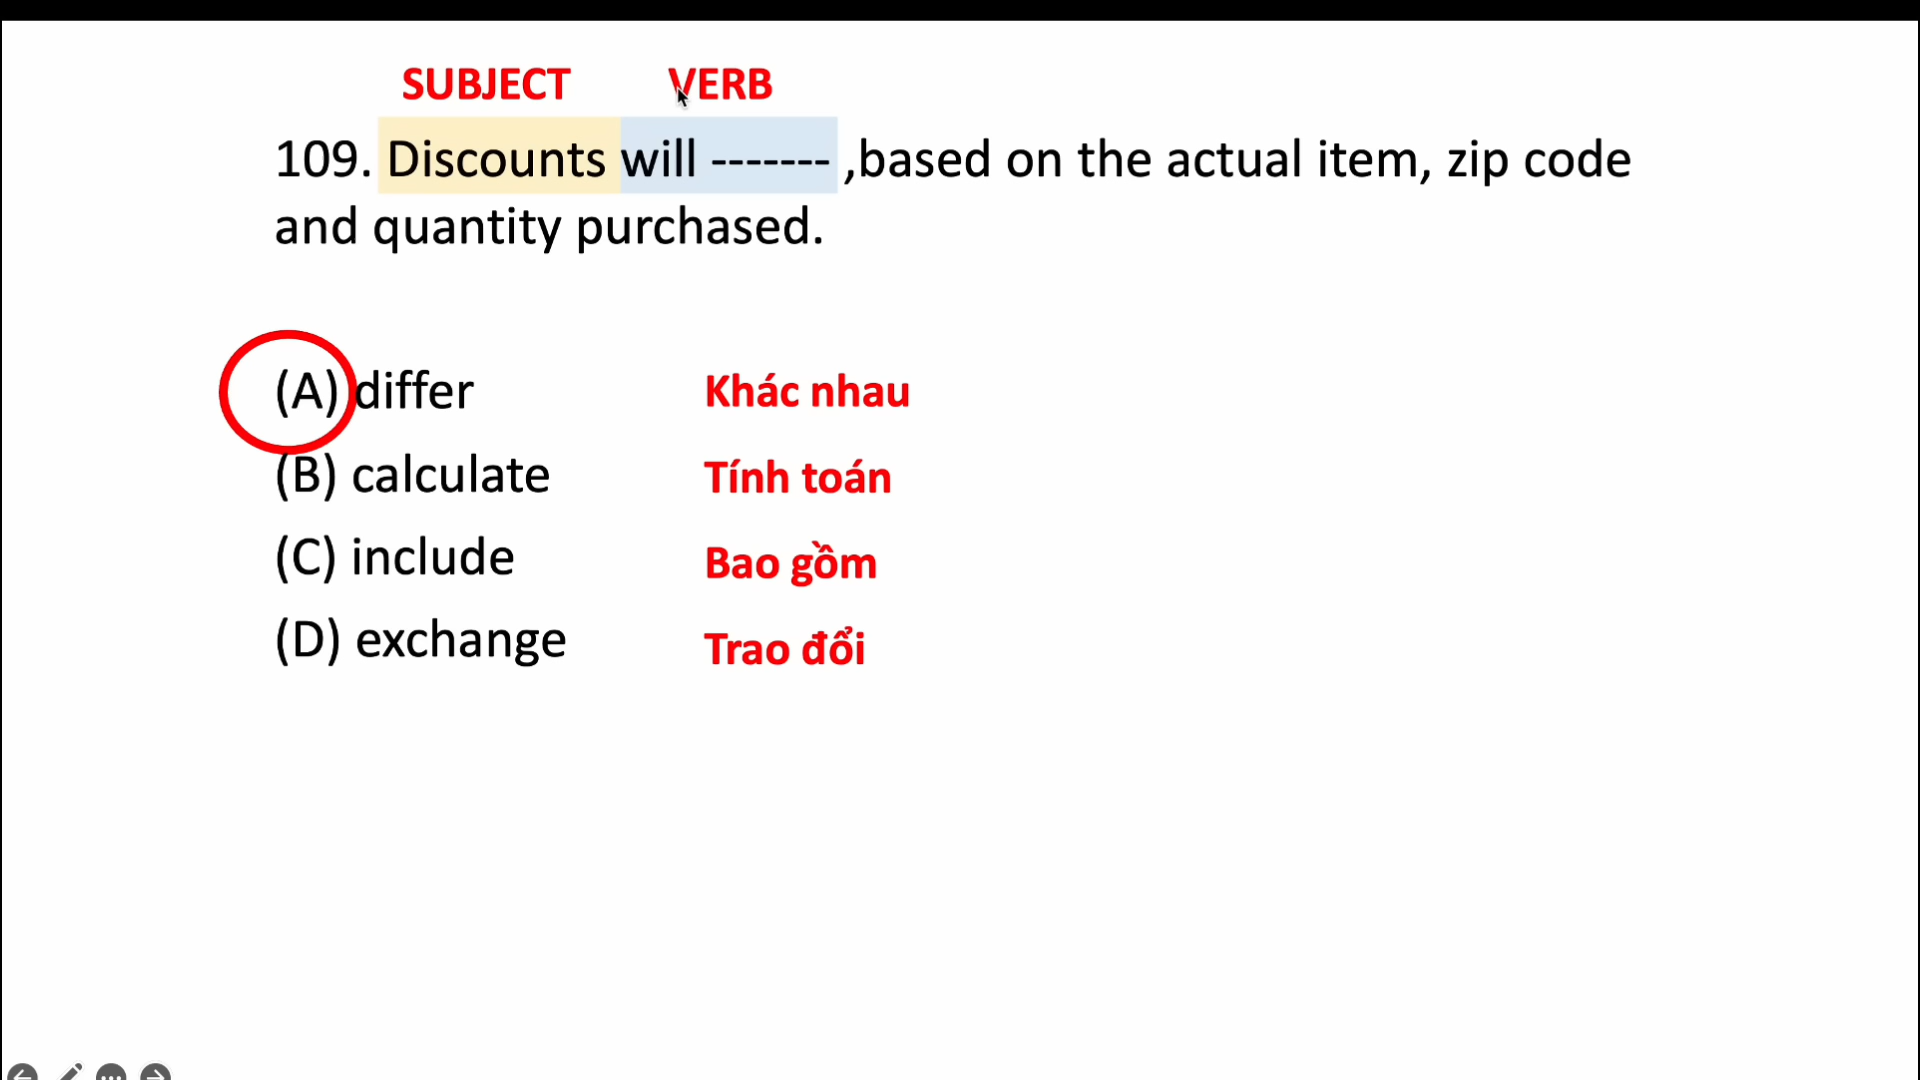 SUBJECT VERB
109. Discounts will ------- ,based on the actual item, zip code
and quantity purchased.
(A) differ Khác nhau
(B) calculate Tính toán
(C) include Bao gồm
(D) exchange Trao đổi